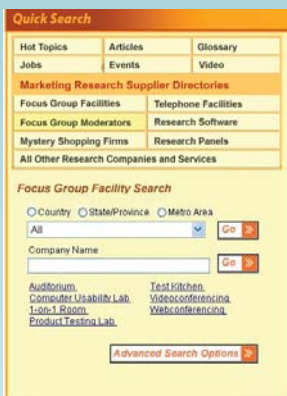 Quick Search
Hot Topics Articles Glossary
Jobs Events Video
Marketing Research Supplier Directories
Focus Group Facilities Telephone Facilities
Focus Group Moderators Research Software
Mystery Shopping Firms Research Panels
All Other Research Companies and Services
Focus Group Facility Search
Country State/Province Metro Area
All Go
Company Name
Go
Auditorium Test Kitchen
Computer Usability Lab Videoconferencing
1-on-1 Room Webconferencing
Product Testing Lab
Advanced Search Options